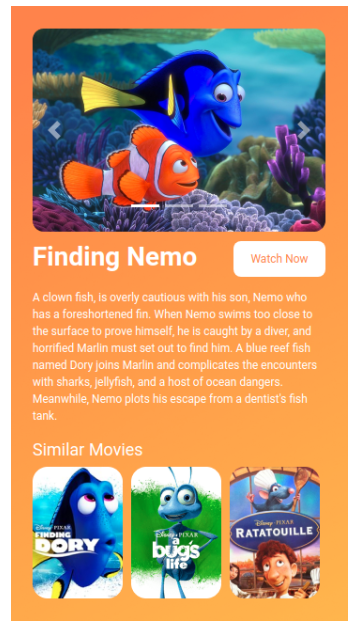 Finding Nemo
Watch Now
A clown fish, is overly cautious with his son, Nemo who
has a foreshortened fin. When Nemo swims too close to
the surface to prove himself, he is caught by a diver, and
horrified Marlin must set out to find him. A blue reef fish
named Dory joins Marlin and complicates the encounters
with sharks, jellyfish, and a host of ocean dangers.
Meanwhile, Nemo plots his escape from a dentist's fish
tank.
Similar Movies
Disney PIXAR
FINDING
DORY
Disney PIXAR
a
bug's
life
Disney PIXAR
RATATOUILLE